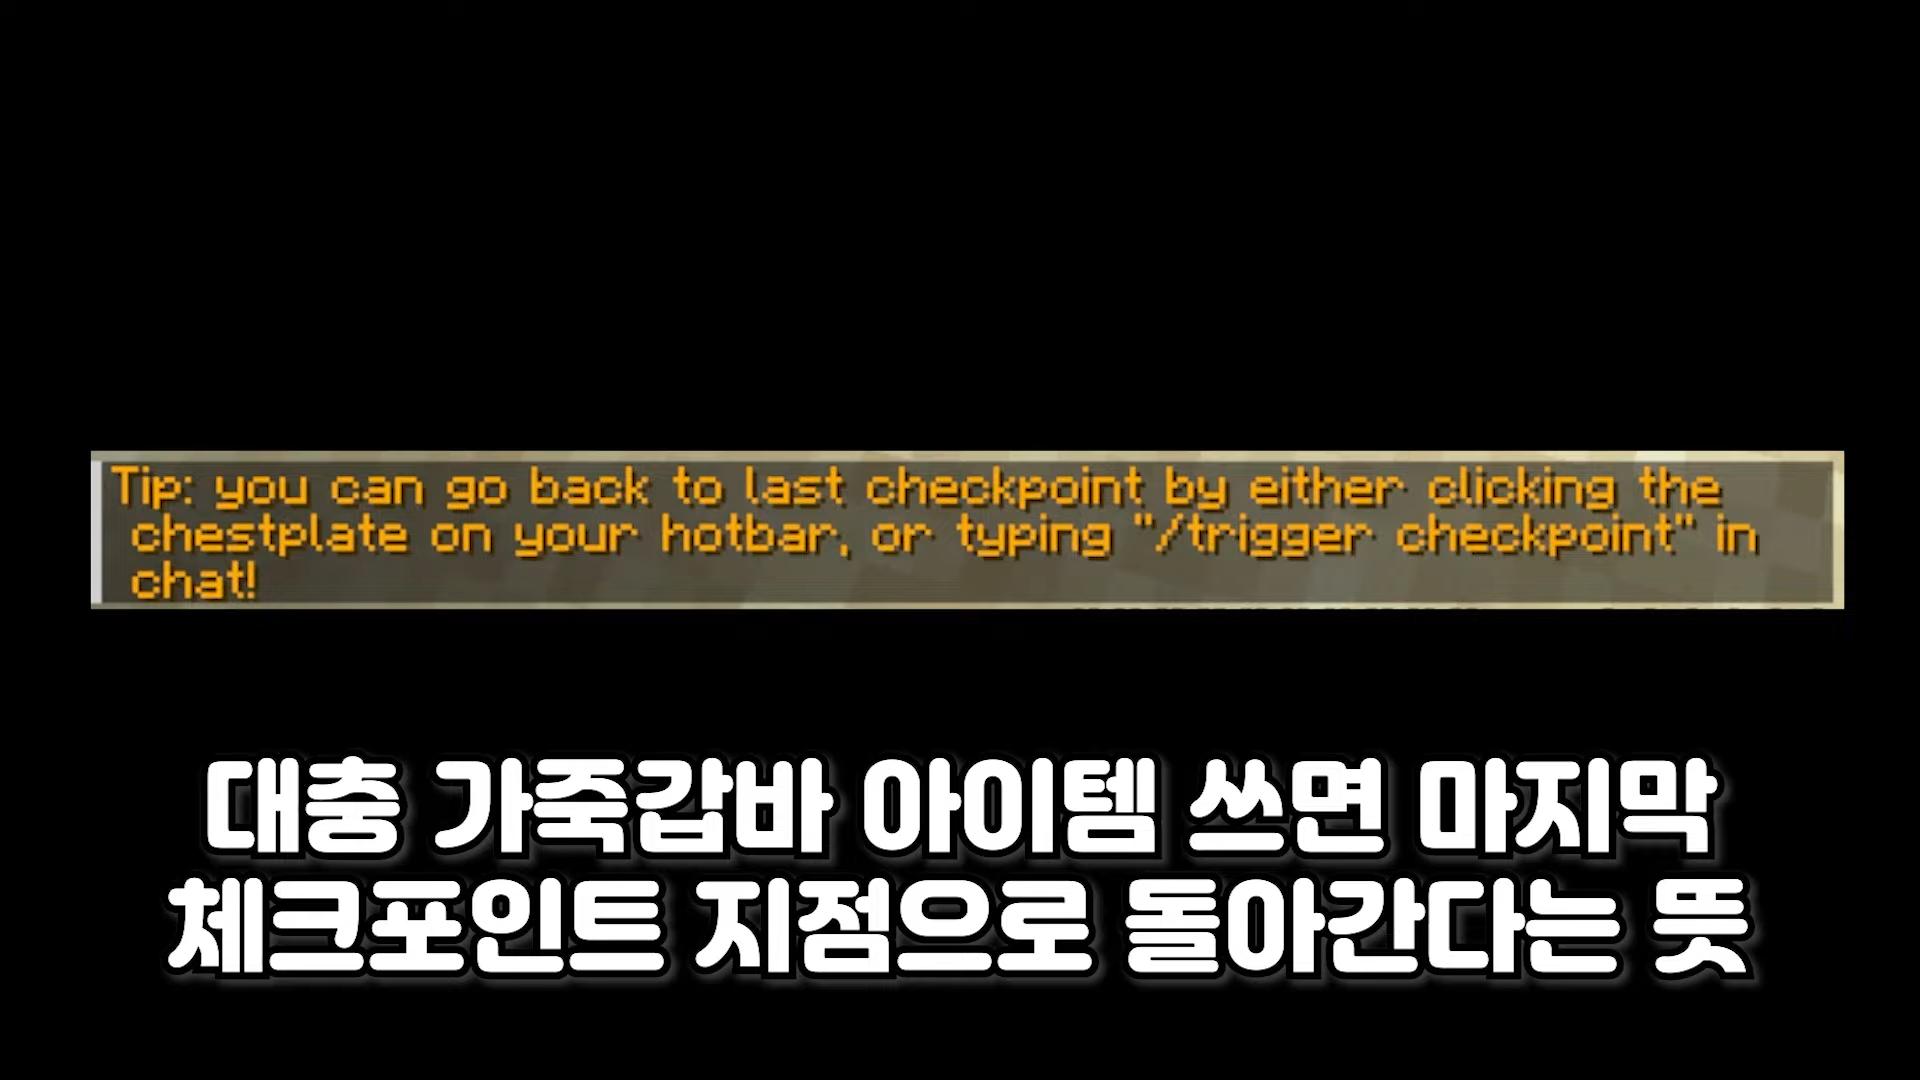 Tip: you can go back to last checkpoint by either clicking the
chestplate on your hotbar, or typing "/trigger checkpoint" in
chat!
대충 가죽갑바 아이템 쓰면 마지막
체크포인트 지점으로 돌아간다는 뜻